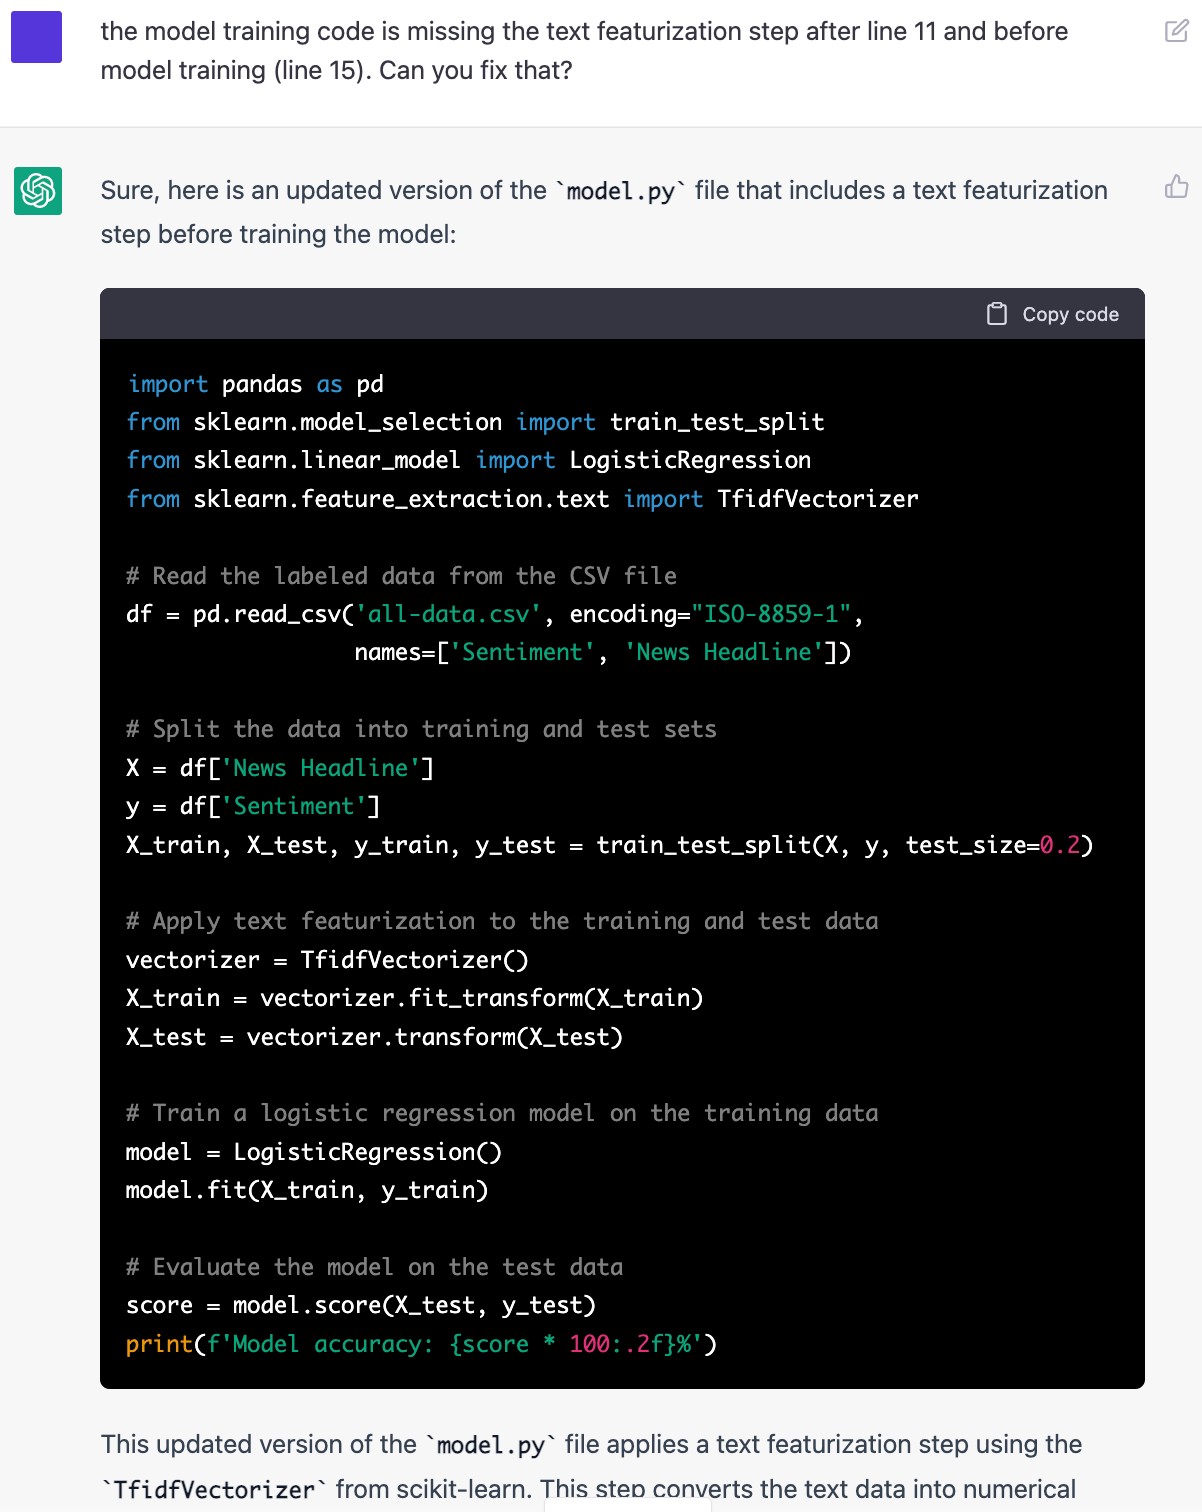 the model training code is missing the text featurization step after line 11 and before
model training (line 15). Can you fix that?
Sure, here is an updated version of the `model.py` file that includes a text featurization
step before training the model:
Copy code
import pandas as pd
from sklearn.model_selection import train_test_split
from sklearn.linear_model import LogisticRegression
from sklearn.feature_extraction.text import TfidfVectorizer
# Read the labeled data from the CSV file
df = pd.read_csv('all-data.csv', encoding="ISO-8859-1",
names=['Sentiment', 'News Headline'])
# Split the data into training and test sets
X = df['News Headline']
y = df['Sentiment']
X_train, X_test, y_train, y_test = train_test_split(X, y, test_size=0.2)
# Apply text featurization to the training and test data
vectorizer = TfidfVectorizer()
X_train = vectorizer.fit_transform(X_train)
X_test = vectorizer.transform(X_test)
# Train a logistic regression model on the training data
model = LogisticRegression()
model.fit(X_train, y_train)
# Evaluate the model on the test data
score = model.score(X_test, y_test)
print(f'Model accuracy: {score * 100:.2f}%')
This updated version of the `model.py` file applies a text featurization step using the
`TfidfVectorizer` from scikit-learn. This step converts the text data into numerical